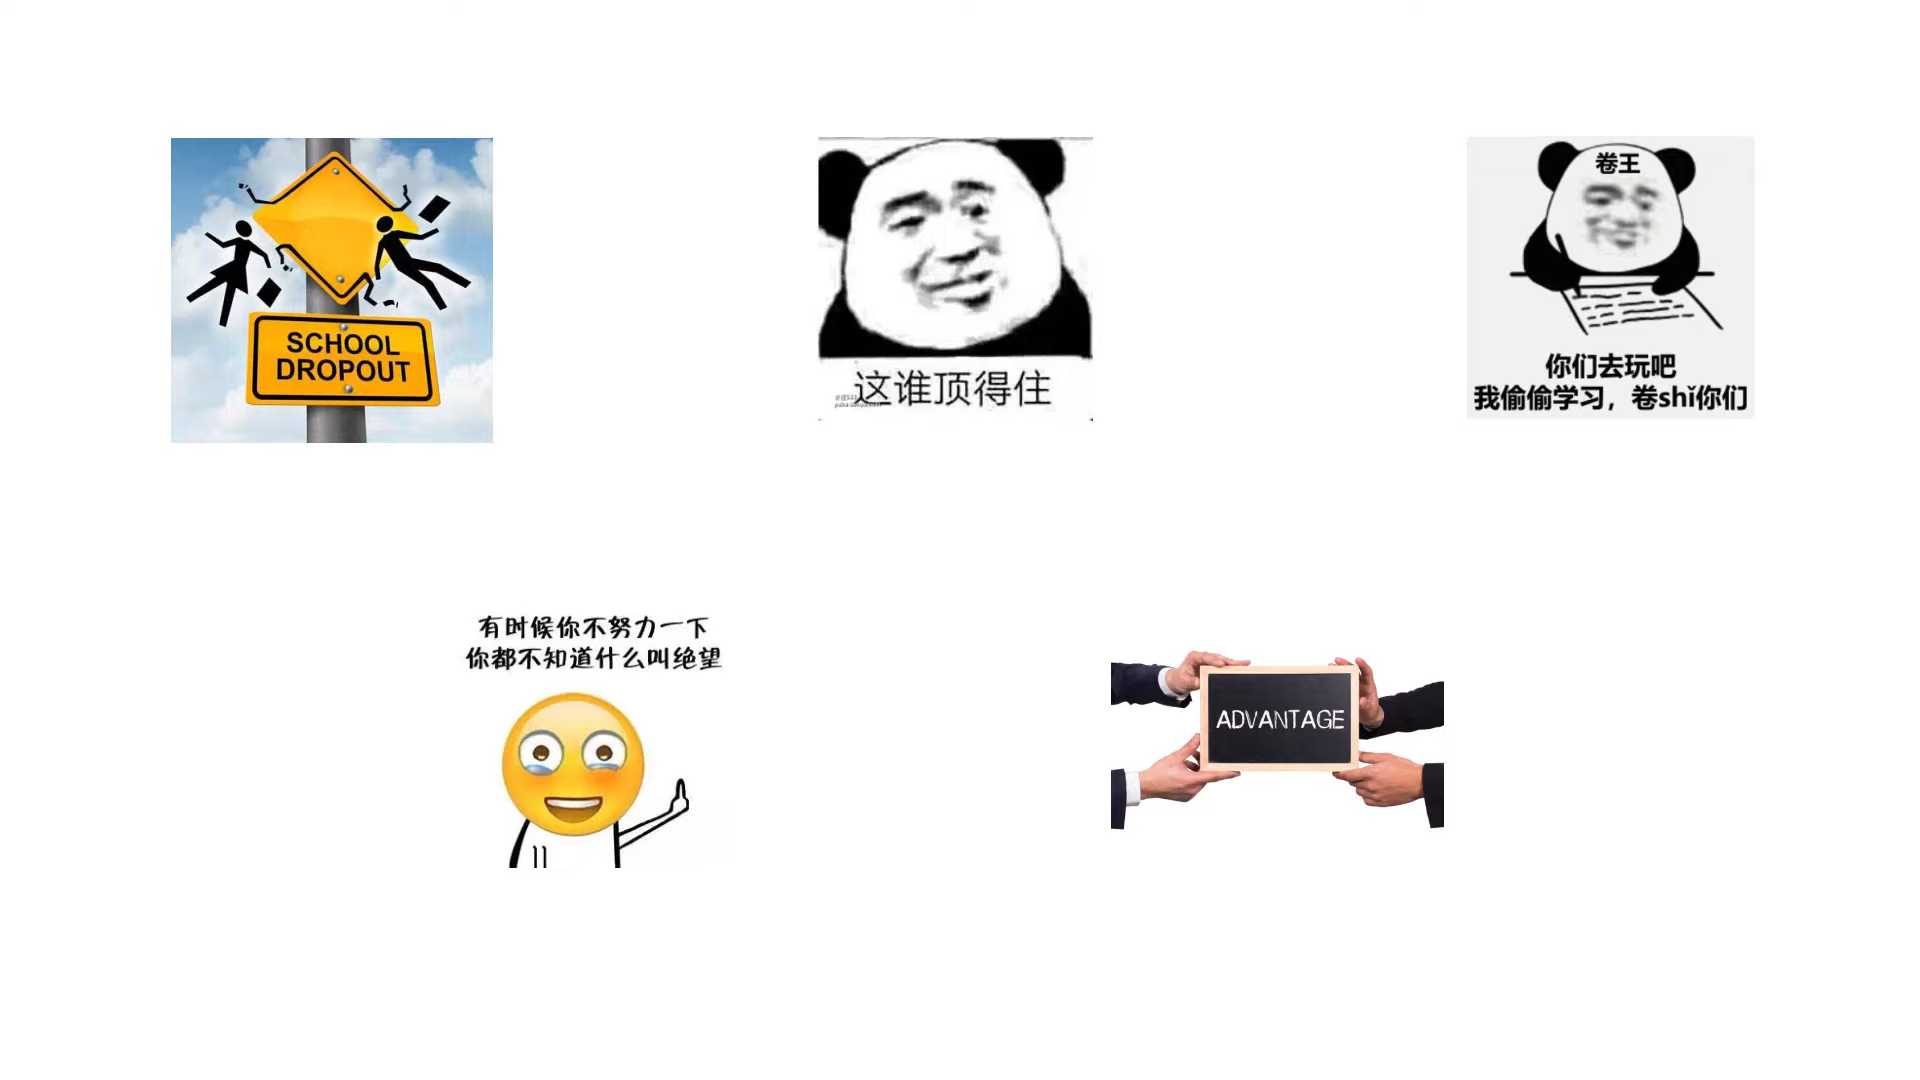 SCHOOL
DROPOUT
这谁顶得住
卷王
你们去玩吧
我偷偷学习，卷shǐ你们
有时候你不努力一下
你都不知道什么叫绝望
ADVANTAGE